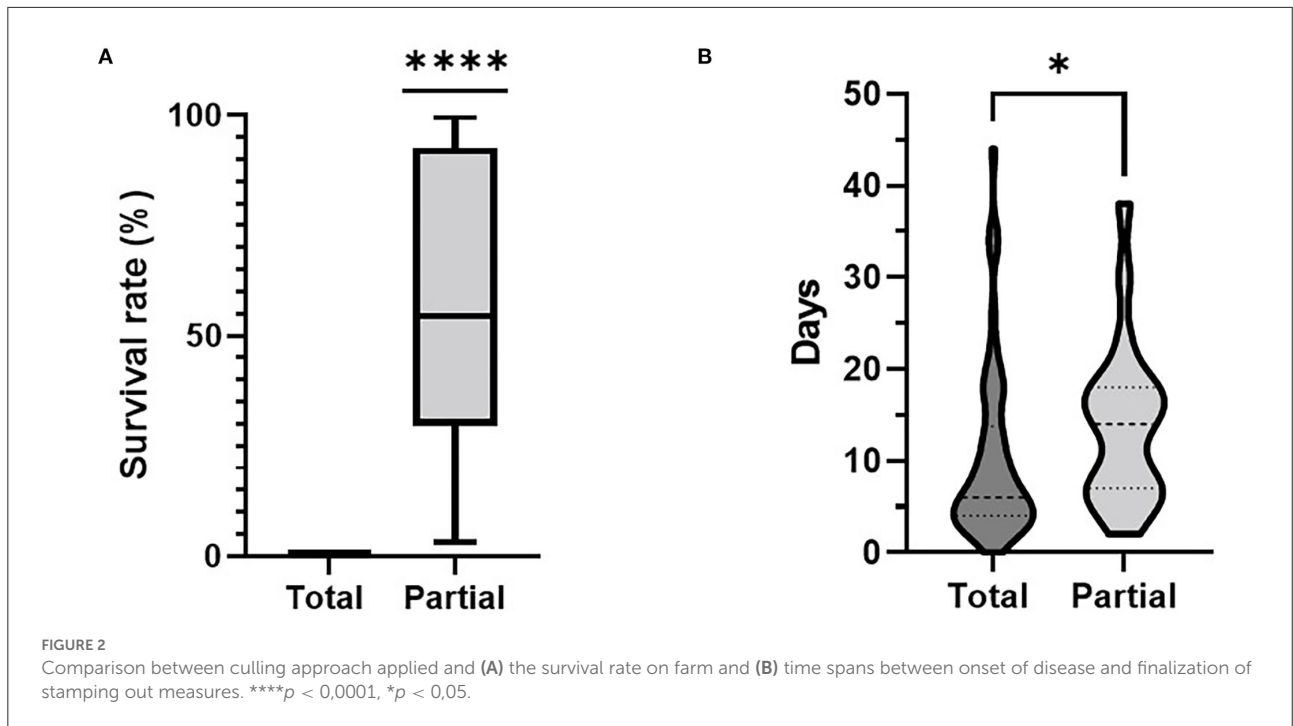 A
****
100
50
0
Survival rate (%)
Total Partial
B
*
50
40
30
20
10
0
Days
Total Partial
FIGURE 2
Comparison between culling approach applied and (A) the survival rate on farm and (B) time spans between onset of disease and finalization of
stamping out measures. ****p < 0,0001, *p < 0,05.